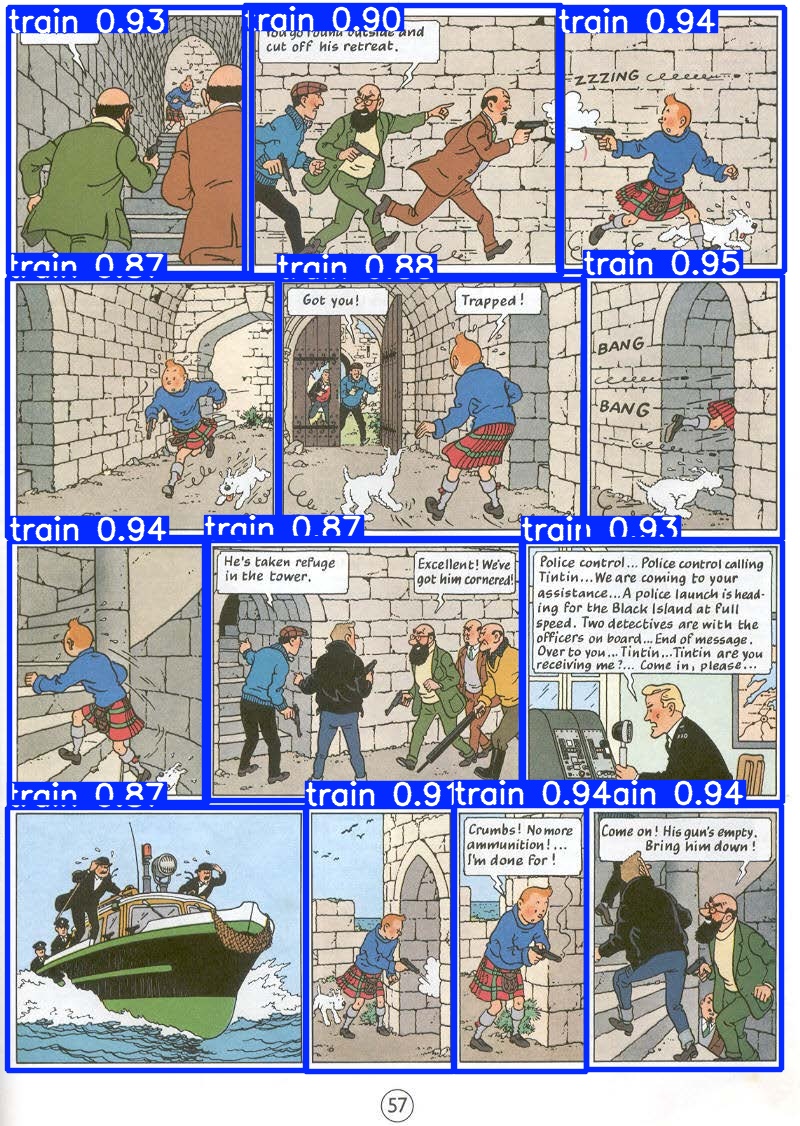 train 0.93
train 0.90
train 0.94
You go round outside and
cut off his retreat.
ZZZING
train 0.87
train 0.88
train 0.95
Got you!
Trapped!
BANG
BANG
train 0.94
train 0.87
train 0.93
He's taken refuge
in the tower.
Excellent! We've
got him cornered!
Police control... Police control calling
Tintin... We are coming to your
assistance... A police launch is head-
ing for the Black Island at full
speed. Two detectives are with the
officers on board... End of message.
Over to you... Tintin... Tintin are you
receiving me?... Come in, please...
train 0.87
train 0.91
train 0.94
ain 0.94
Crumbs! No more
ammunition!...
I'm done for!
Come on! His gun's empty.
Bring him down!
57